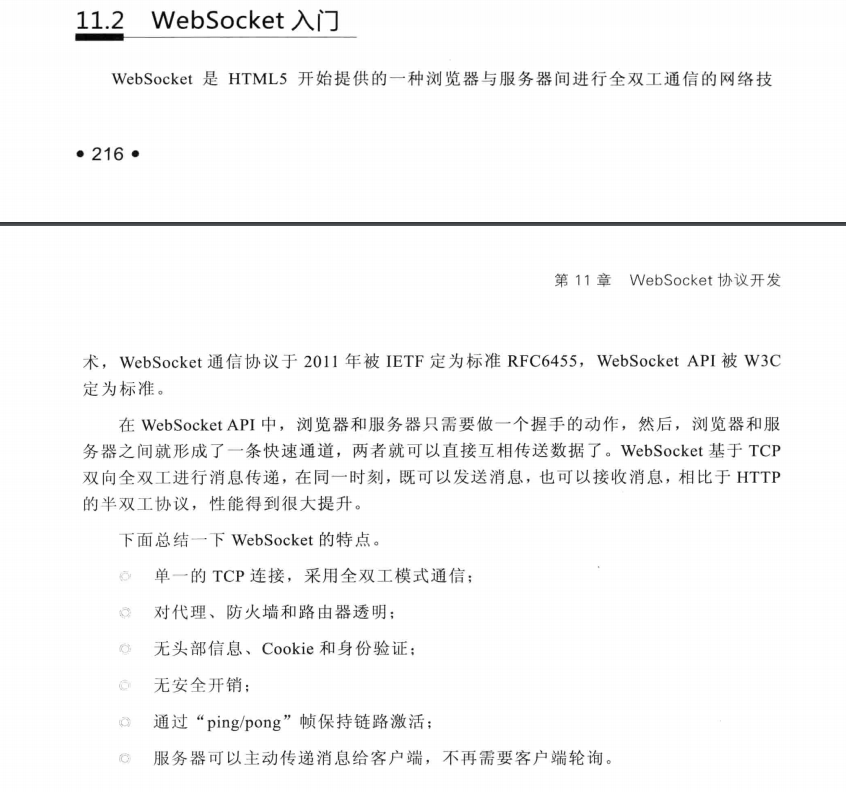 11.2 WebSocket 入门
WebSocket 是 HTML5 开始提供的一种浏览器与服务器间进行全双工通信的网络技
• 216 •
第 11 章 WebSocket 协议开发
术，WebSocket 通信协议于 2011 年被 IETF 定为标准 RFC6455，WebSocket API 被 W3C
定为标准。
在 WebSocket API 中，浏览器和服务器只需要做一个握手的动作，然后，浏览器和服
务器之间就形成了一条快速通道，两者就可以直接互相传送数据了。WebSocket 基于 TCP
双向全双工进行消息传递，在同一时刻，既可以发送消息，也可以接收消息，相比于 HTTP
的半双工协议，性能得到很大提升。
下面总结一下 WebSocket 的特点。
单一的 TCP 连接，采用全双工模式通信；
对代理、防火墙和路由器透明；
无头部信息、Cookie 和身份验证；
无安全开销；
通过“ping/pong”帧保持链路激活；
服务器可以主动传递消息给客户端，不再需要客户端轮询。